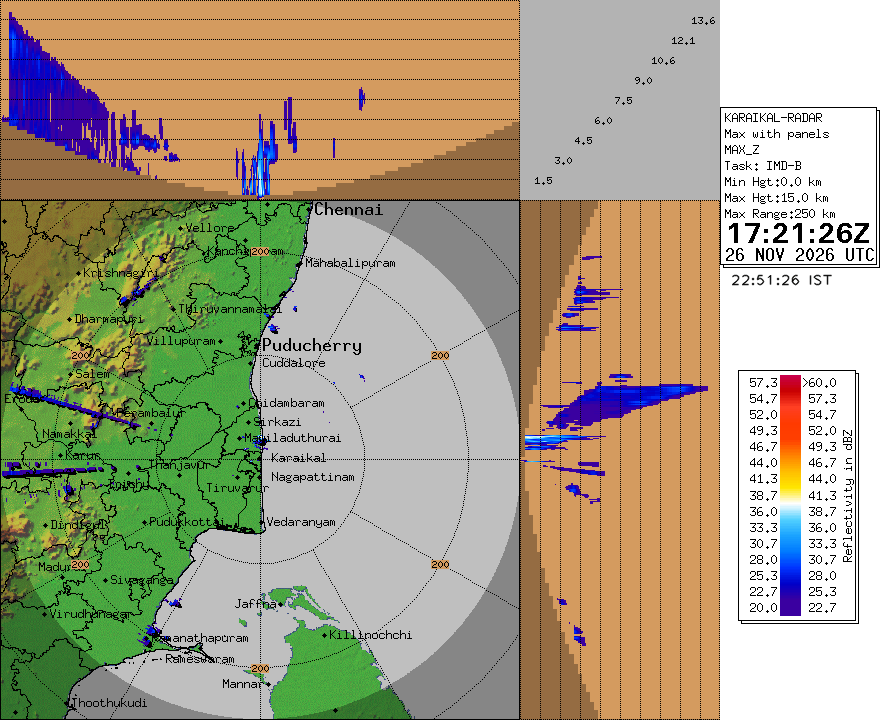 13.6
12.1
10.6
9.0
7.5
6.0
4.5
3.0
1.5
KARAIKAL-RADAR
Max with panels
MAX_Z
Task: IMD-B
Min Hgt:0.0 km
Max Hgt:15.0 km
Max Range:250 km
17:21:26Z
26 NOV 2026 UTC
22:51:26 IST
Chennai
Vellore
200
Mahabalipuram
Krishnagiri
Thiruvannamalai
Dharmapuri
Villupuram
Puducherry
200
200
Cuddalore
Salem
Perambalur
Chidambaram
Sirkazi
Namakkal
Mayiladuthurai
Karur
Thanjavur
Karaikal
Nagapattinam
Tiruvarur
Dindigul
Pudukkottai
Vedaranyam
200
200
Sivaganga
Virudhunagar
Jaffna
Killinochchi
Rameswaram
200
Mannar
Thoothukudi
57.3 >60.0
54.7 57.3
52.0 54.7
49.3 52.0
46.7 49.3
44.0 46.7
41.3 44.0
38.7 41.3
36.0 38.7
33.3 36.0
30.7 33.3
28.0 30.7
25.3 28.0
22.7 25.3
20.0 22.7
Reflectivity in dBZ